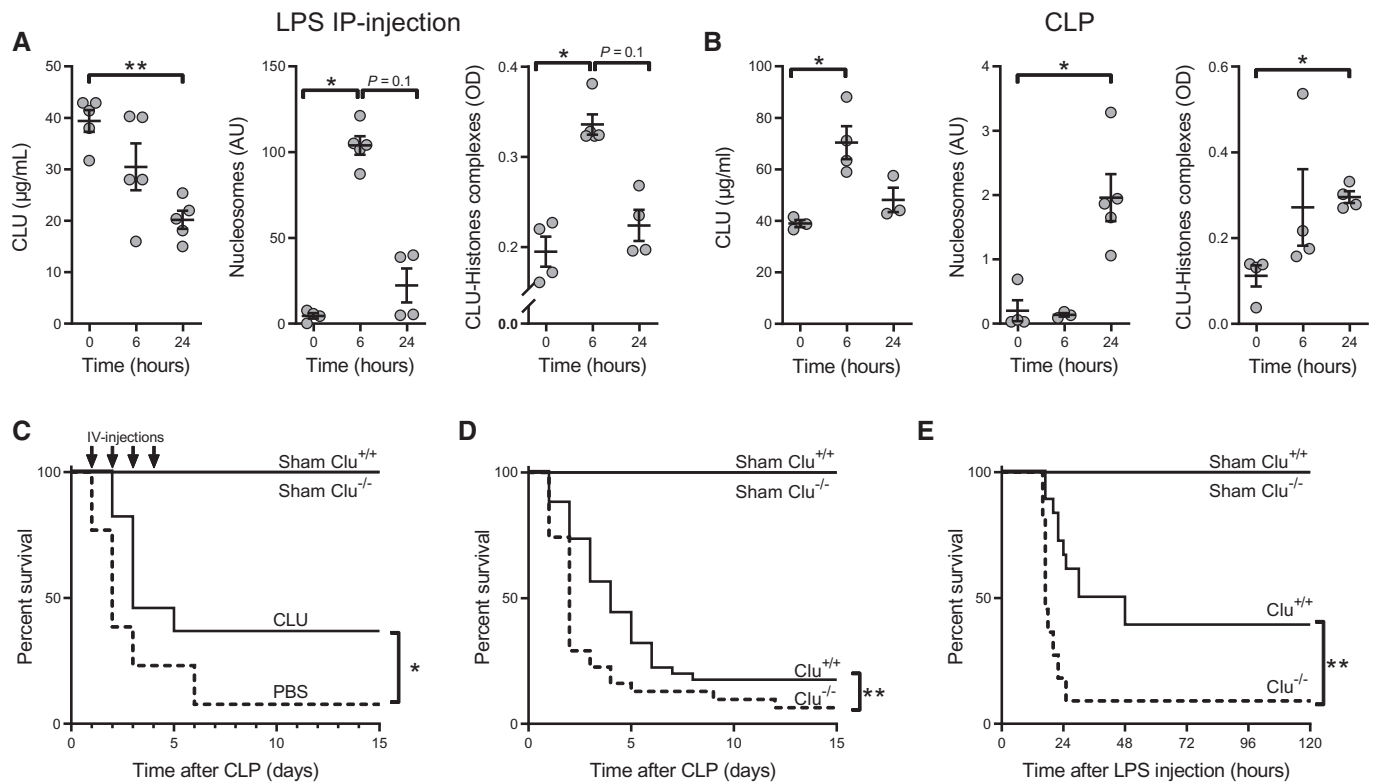 LPS IP-injection
CLP
A
B
CLU (µg/mL)
50
40
30
20
10
0
**
0 6 24
Time (hours)
Nucleosomes (AU)
150
100
50
0
*
P = 0.1
0 6 24
Time (hours)
CLU-Histones complexes (OD)
0.4
0.3
0.2
0.0
*
P = 0.1
0 6 24
Time (hours)
CLU (µg/ml)
100
80
60
40
20
0
*
0 6 24
Time (hours)
Nucleosomes (AU)
4
3
2
1
0
*
0 6 24
Time (hours)
CLU-Histones complexes (OD)
0.6
0.4
0.2
0.0
*
0 6 24
Time (hours)
C
IV-injections
Percent survival
100
50
0
Sham Clu+/+
Sham Clu-/-
CLU
PBS
*
0 5 10 15
Time after CLP (days)
D
Percent survival
100
50
0
Sham Clu+/+
Sham Clu-/-
Clu+/+
Clu-/-
**
0 5 10 15
Time after CLP (days)
E
Percent survival
100
50
0
Sham Clu+/+
Sham Clu-/-
Clu+/+
Clu-/-
**
0 24 48 72 96 120
Time after LPS injection (hours)